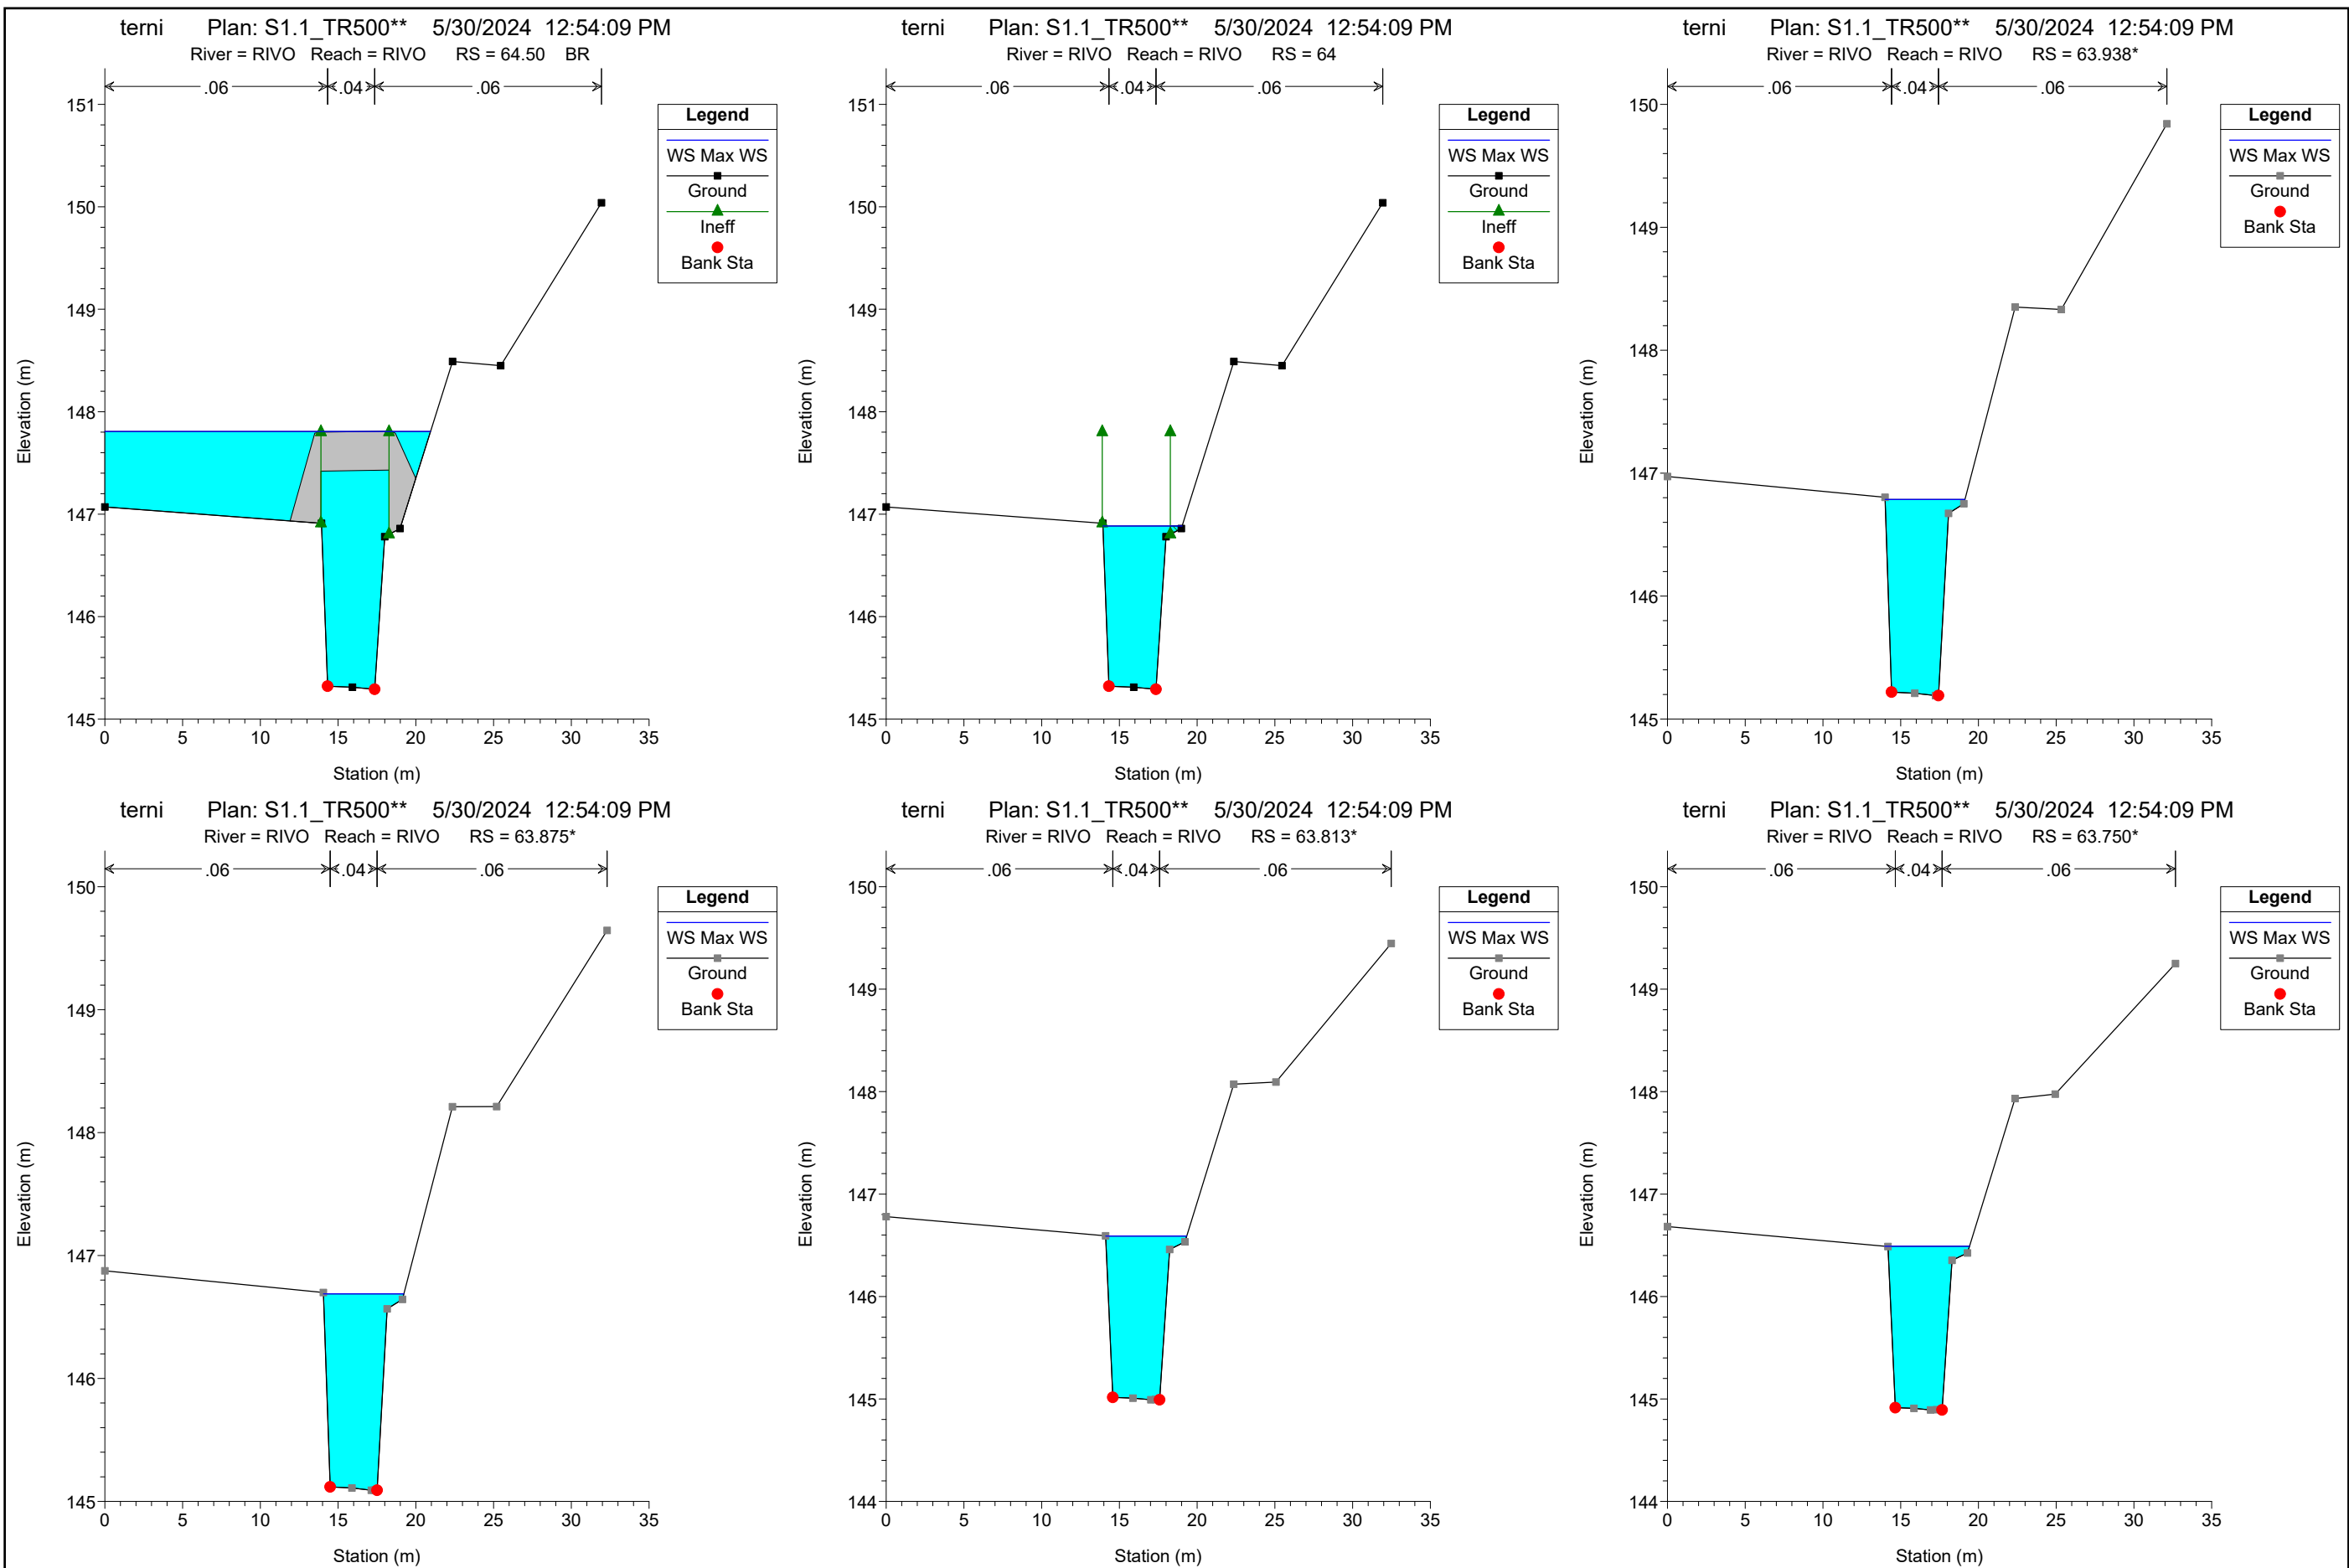 terni Plan: S1.1_TR500** 5/30/2024 12:54:09 PM
River = RIVO Reach = RIVO RS = 64.50 BR
.06 .04 .06
151
150
149
148
147
146
145
Elevation (m)
0 5 10 15 20 25 30 35
Station (m)
Legend
WS Max WS
Ground
Ineff
Bank Sta
terni Plan: S1.1_TR500** 5/30/2024 12:54:09 PM
River = RIVO Reach = RIVO RS = 64
.06 .04 .06
151
150
149
148
147
146
145
Elevation (m)
0 5 10 15 20 25 30 35
Station (m)
Legend
WS Max WS
Ground
Ineff
Bank Sta
terni Plan: S1.1_TR500** 5/30/2024 12:54:09 PM
River = RIVO Reach = RIVO RS = 63.938*
.06 .04 .06
150
149
148
147
146
145
Elevation (m)
0 5 10 15 20 25 30 35
Station (m)
Legend
WS Max WS
Ground
Bank Sta
terni Plan: S1.1_TR500** 5/30/2024 12:54:09 PM
River = RIVO Reach = RIVO RS = 63.875*
.06 .04 .06
150
149
148
147
146
145
Elevation (m)
0 5 10 15 20 25 30 35
Station (m)
Legend
WS Max WS
Ground
Bank Sta
terni Plan: S1.1_TR500** 5/30/2024 12:54:09 PM
River = RIVO Reach = RIVO RS = 63.813*
.06 .04 .06
150
149
148
147
146
145
144
Elevation (m)
0 5 10 15 20 25 30 35
Station (m)
Legend
WS Max WS
Ground
Bank Sta
terni Plan: S1.1_TR500** 5/30/2024 12:54:09 PM
River = RIVO Reach = RIVO RS = 63.750*
.06 .04 .06
150
149
148
147
146
145
144
Elevation (m)
0 5 10 15 20 25 30 35
Station (m)
Legend
WS Max WS
Ground
Bank Sta